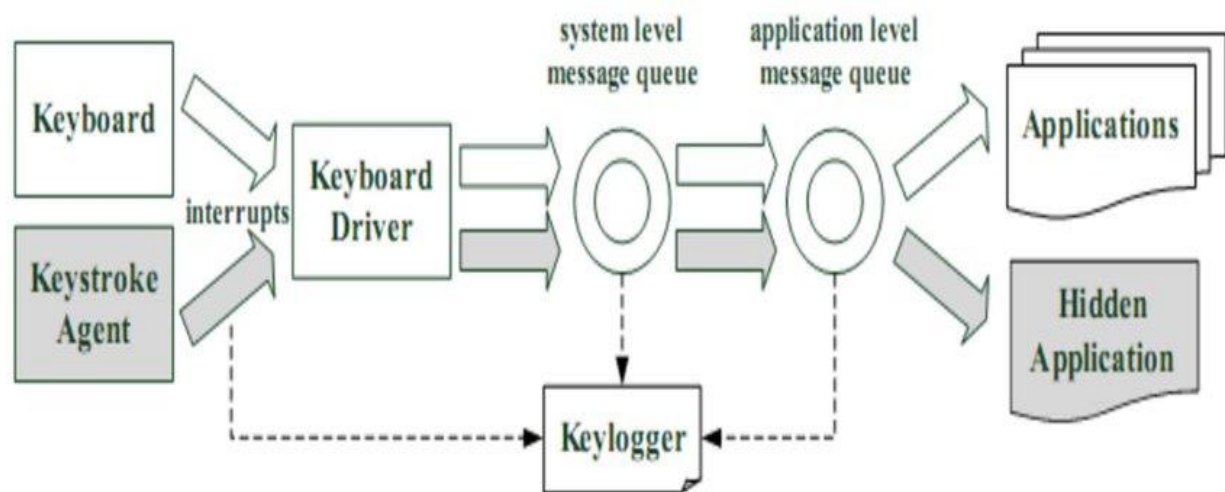 system level
message queue
application level
message queue
Keyboard
Keystroke
Agent
interrupts
Keyboard
Driver
Applications
Hidden
Application
Keylogger